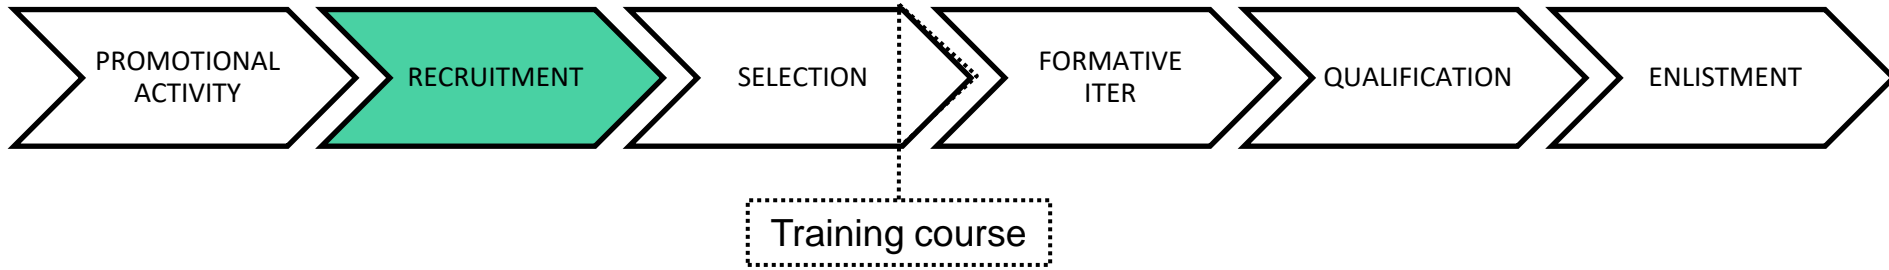 PROMOTIONAL
ACTIVITY
RECRUITMENT
SELECTION
FORMATIVE
ITER
QUALIFICATION
ENLISTMENT
Training course